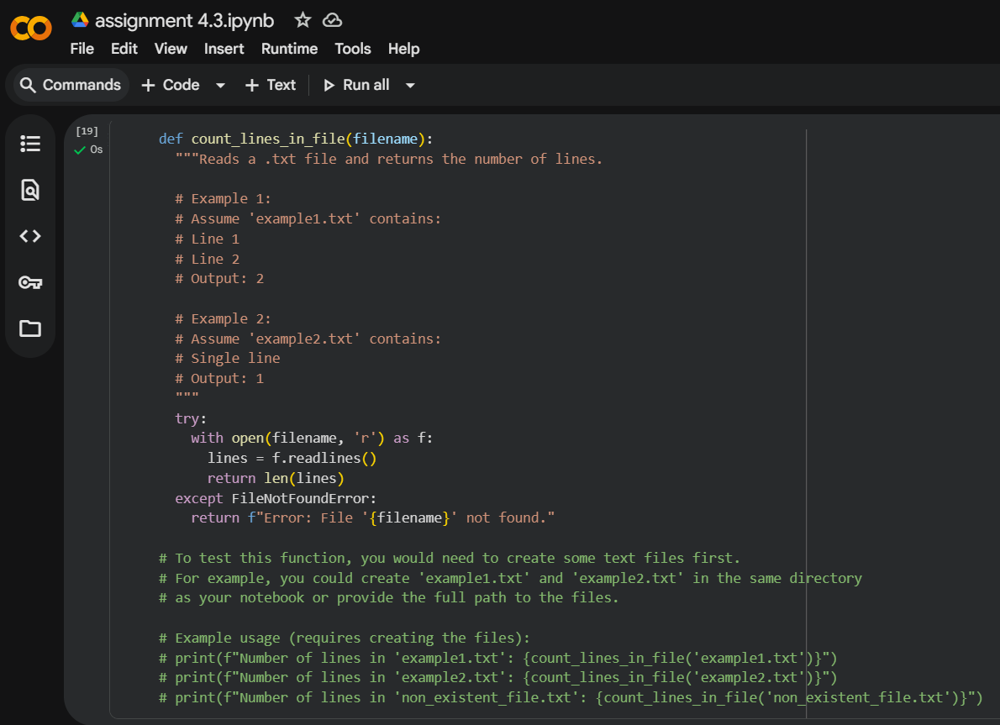 assignment 4.3.ipynb
File Edit View Insert Runtime Tools Help
Commands + Code + Text Run all
[19]
0s
def count_lines_in_file(filename):
"""Reads a .txt file and returns the number of lines.
# Example 1:
# Assume 'example1.txt' contains:
# Line 1
# Line 2
# Output: 2
# Example 2:
# Assume 'example2.txt' contains:
# Single line
# Output: 1
"""
try:
with open(filename, 'r') as f:
lines = f.readlines()
return len(lines)
except FileNotFoundError:
return f"Error: File '{filename}' not found."
# To test this function, you would need to create some text files first.
# For example, you could create 'example1.txt' and 'example2.txt' in the same directory
# as your notebook or provide the full path to the files.
# Example usage (requires creating the files):
# print(f"Number of lines in 'example1.txt': {count_lines_in_file('example1.txt')}")
# print(f"Number of lines in 'example2.txt': {count_lines_in_file('example2.txt')}")
# print(f"Number of lines in 'non_existent_file.txt': {count_lines_in_file('non_existent_file.txt')}")